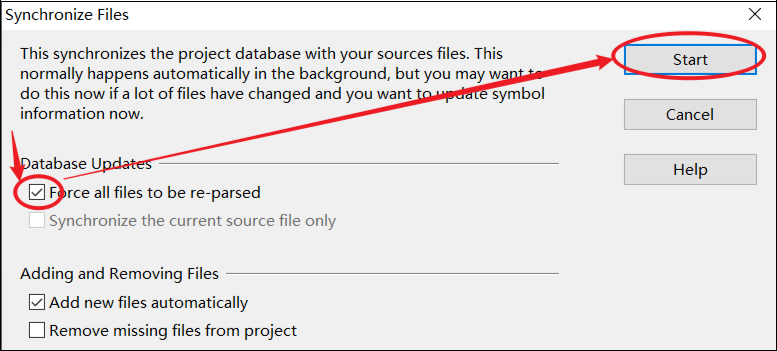 Synchronize Files
This synchronizes the project database with your sources files. This
normally happens automatically in the background, but you may want to
do this now if a lot of files have changed and you want to update symbol
information now.
Start
Cancel
Help
Database Updates
Force all files to be re-parsed
Synchronize the current source file only
Adding and Removing Files
Add new files automatically
Remove missing files from project